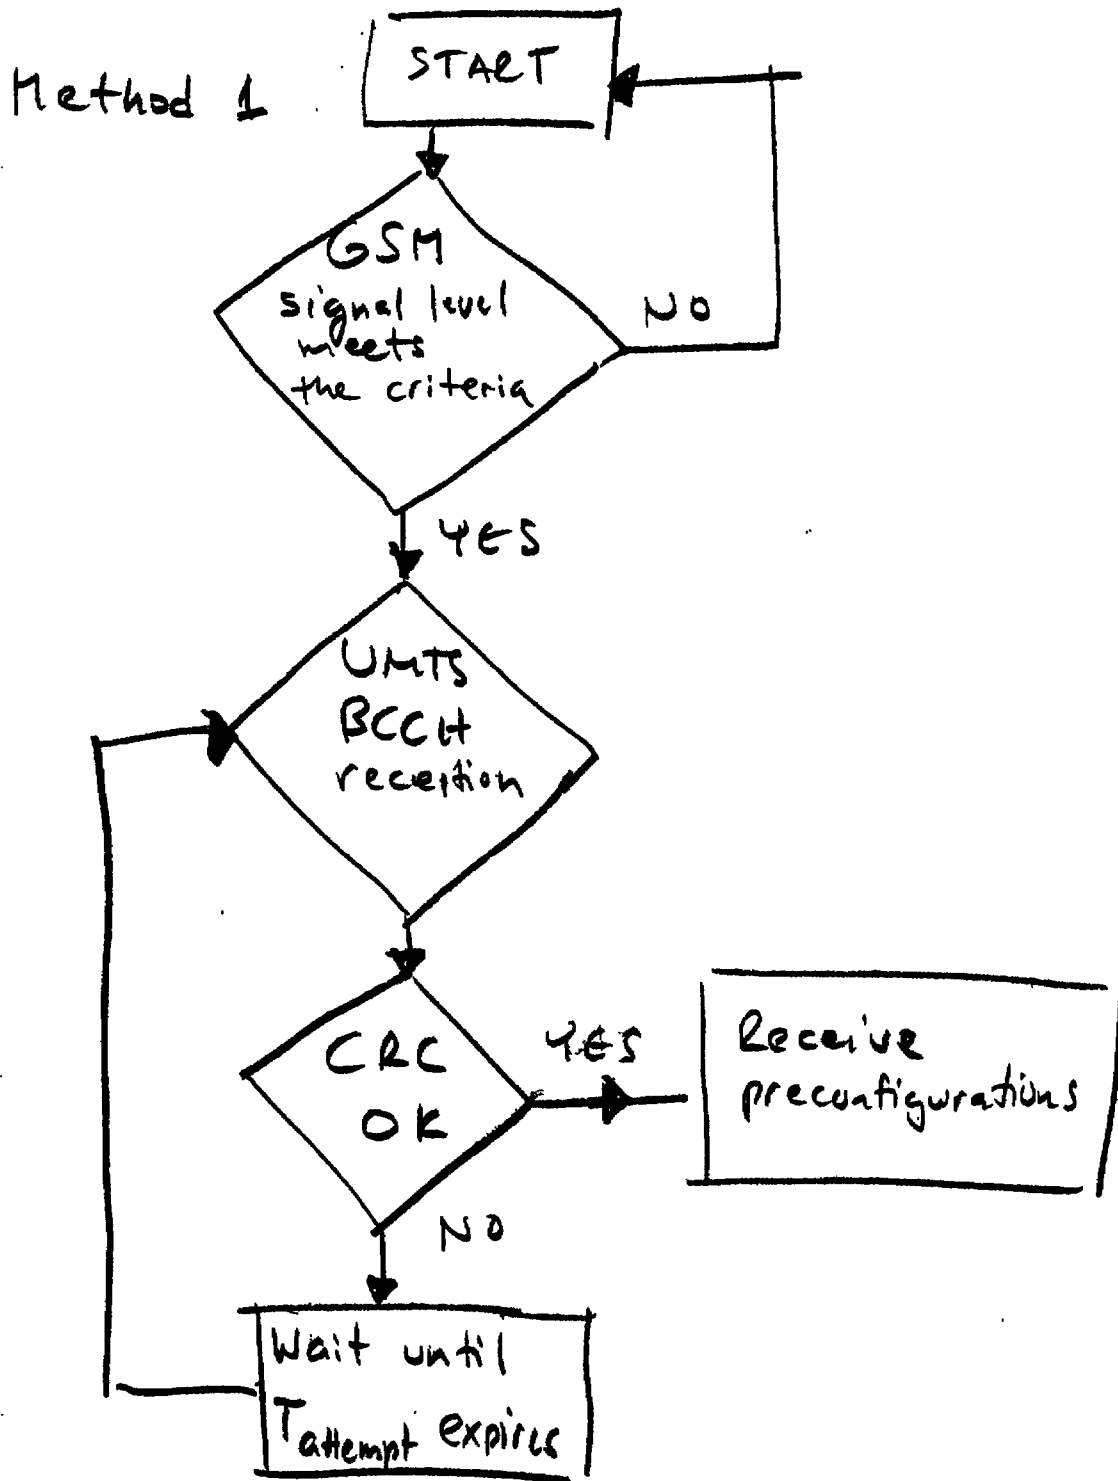 Method 1
START
GSM
signal level
meets
the criteria
NO
YES
UMTS
BCCH
reception
CRC
OK
YES
Receive
preconfigurations
NO
Wait until
Tattempt expires